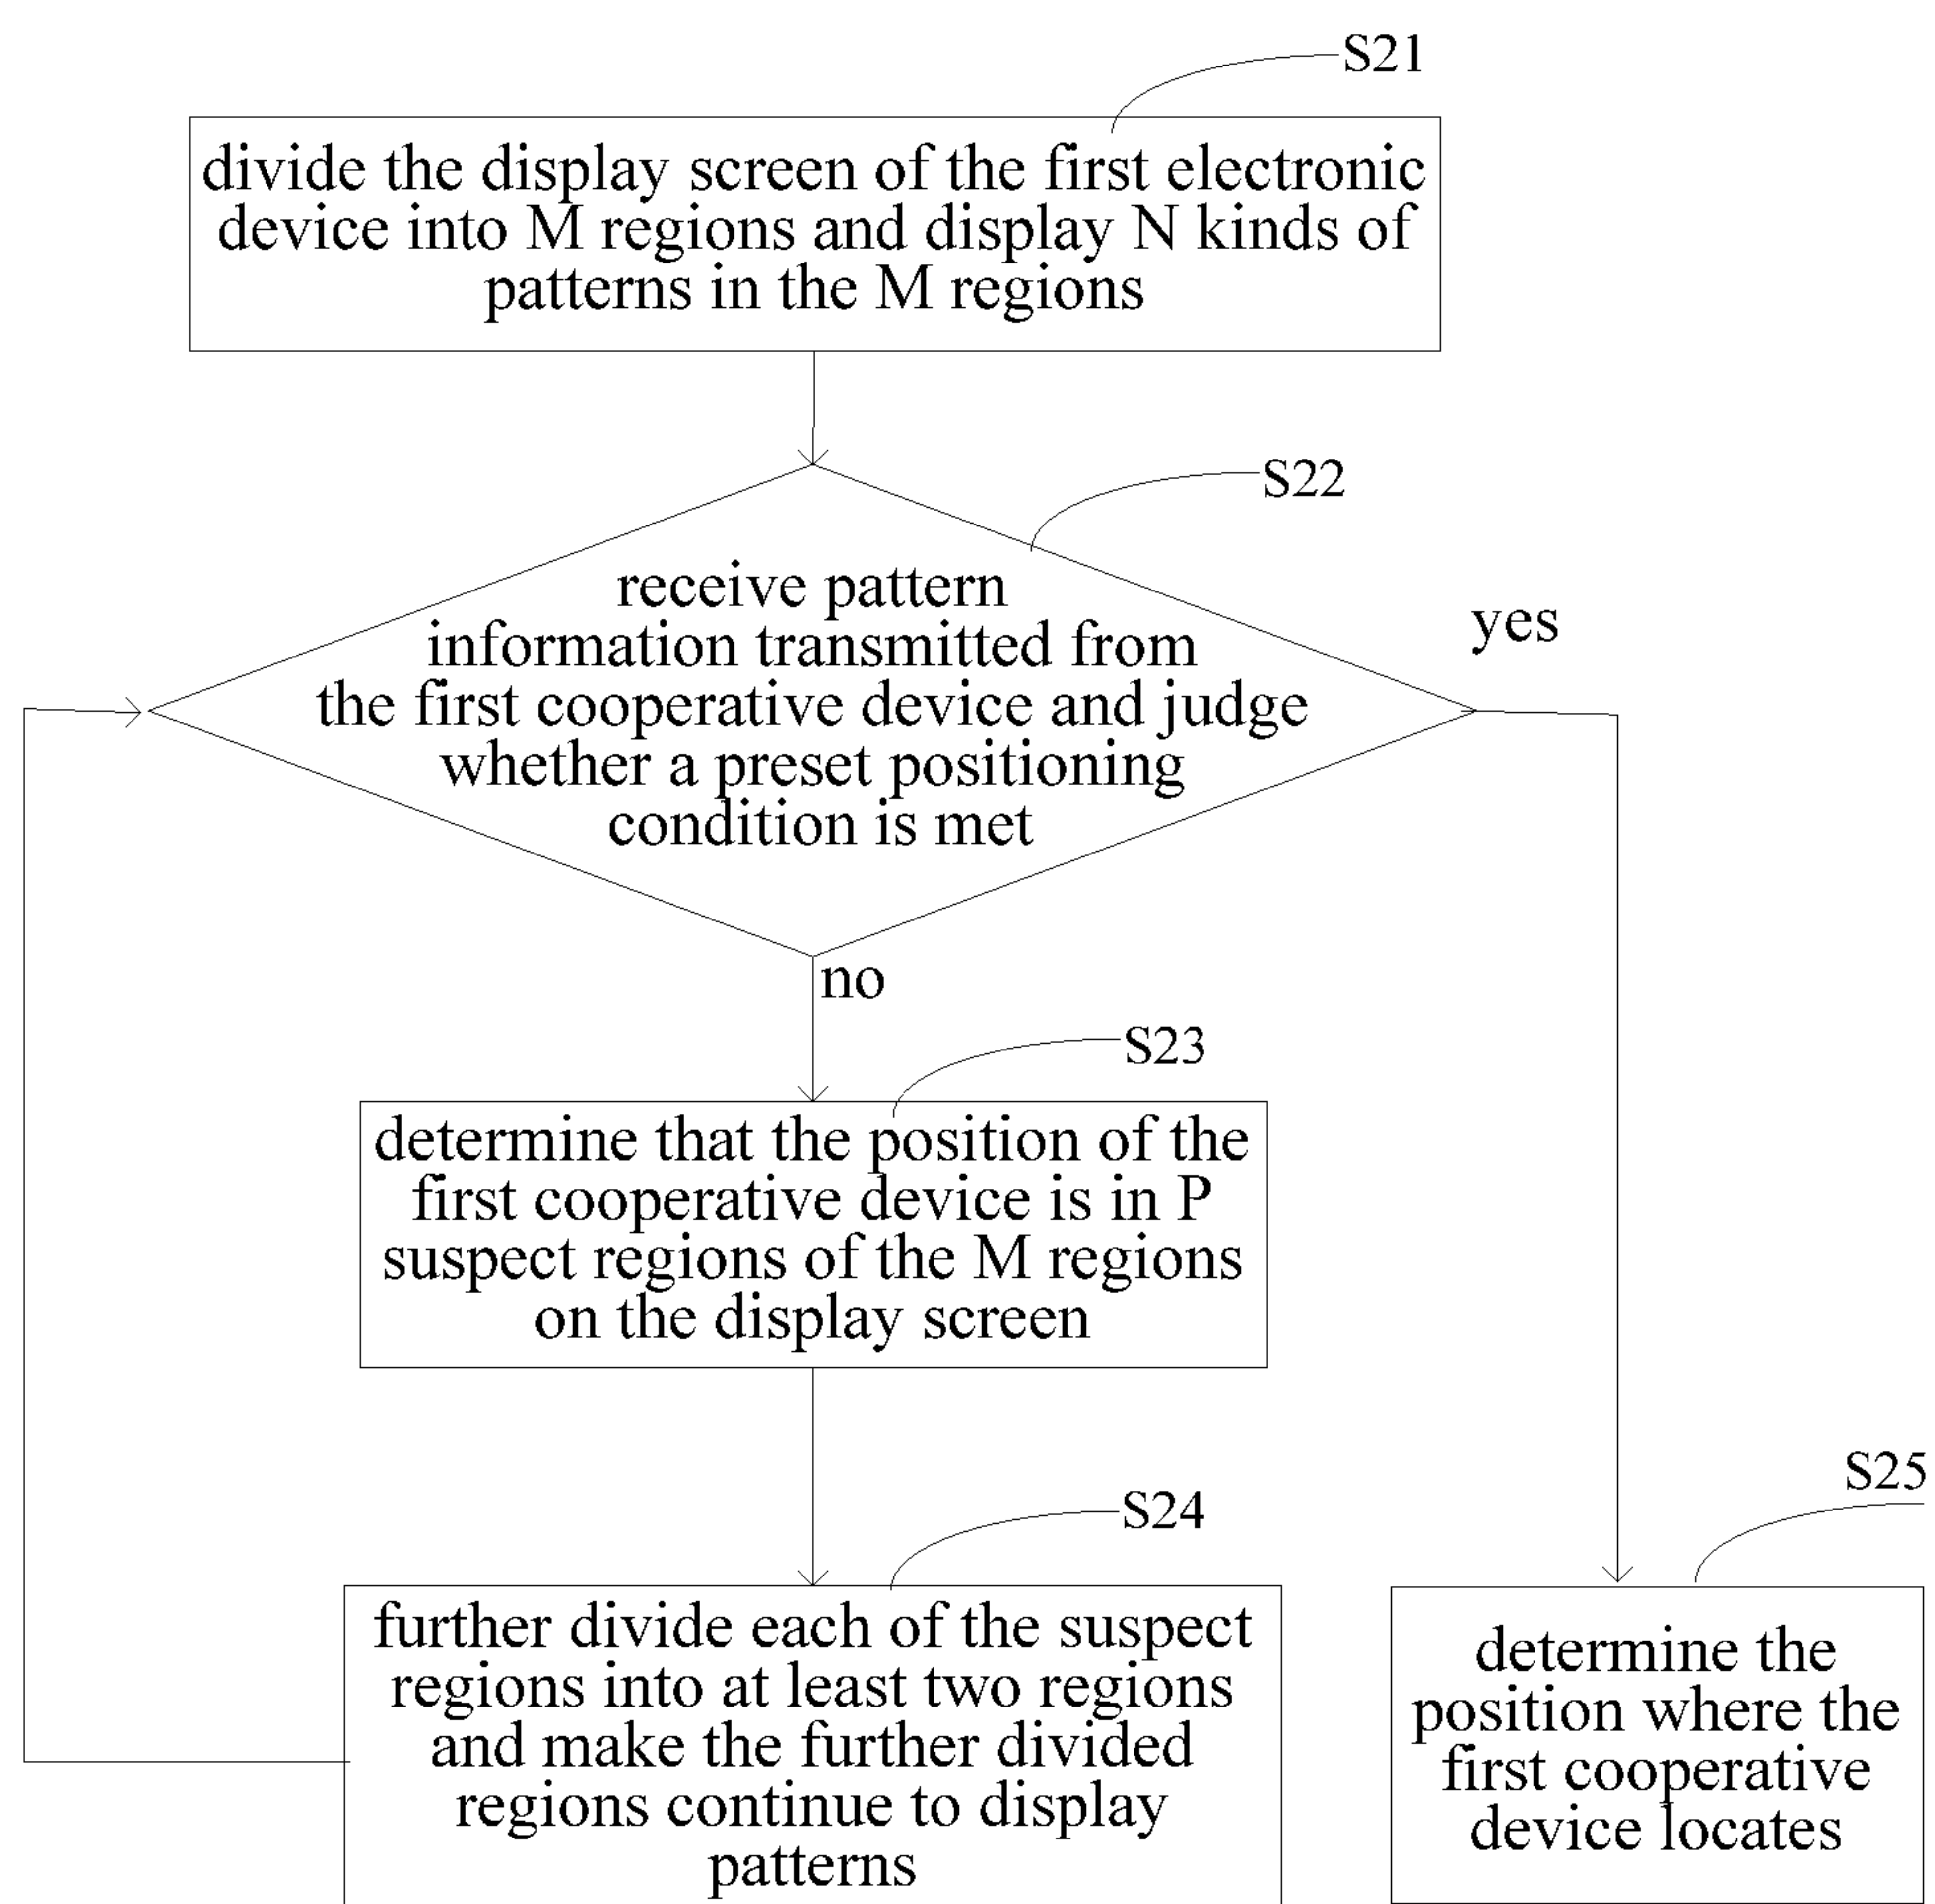 S21
divide the display screen of the first electronic
device into M regions and display N kinds of
patterns in the M regions
S22
receive pattern
information transmitted from
the first cooperative device and judge
whether a preset positioning
condition is met
yes
no
S23
determine that the position of the
first cooperative device is in P
suspect regions of the M regions
on the display screen
S24
further divide each of the suspect
regions into at least two regions
and make the further divided
regions continue to display
patterns
S25
determine the
position where the
first cooperative
device locates